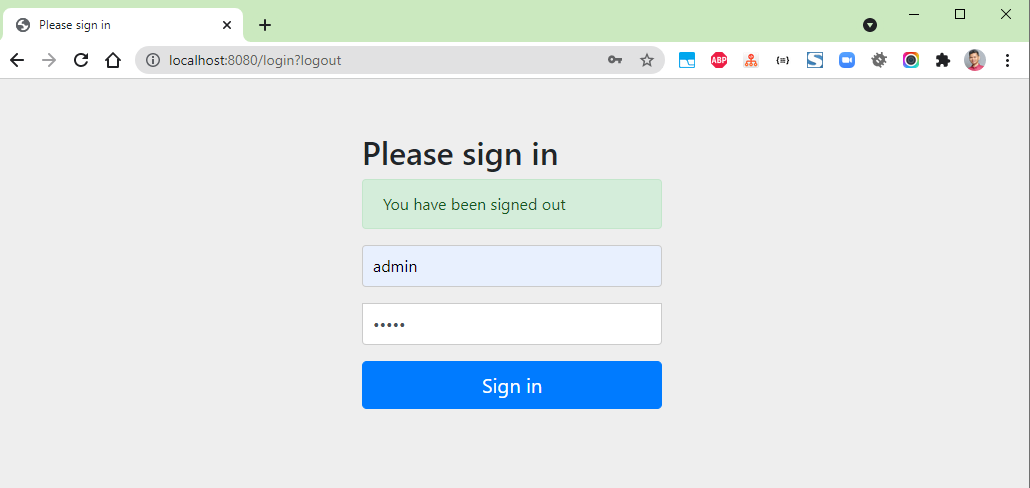 Please sign in
localhost:8080/login?logout
ABP
{≡}
S
Please sign in
You have been signed out
admin
•••••
Sign in